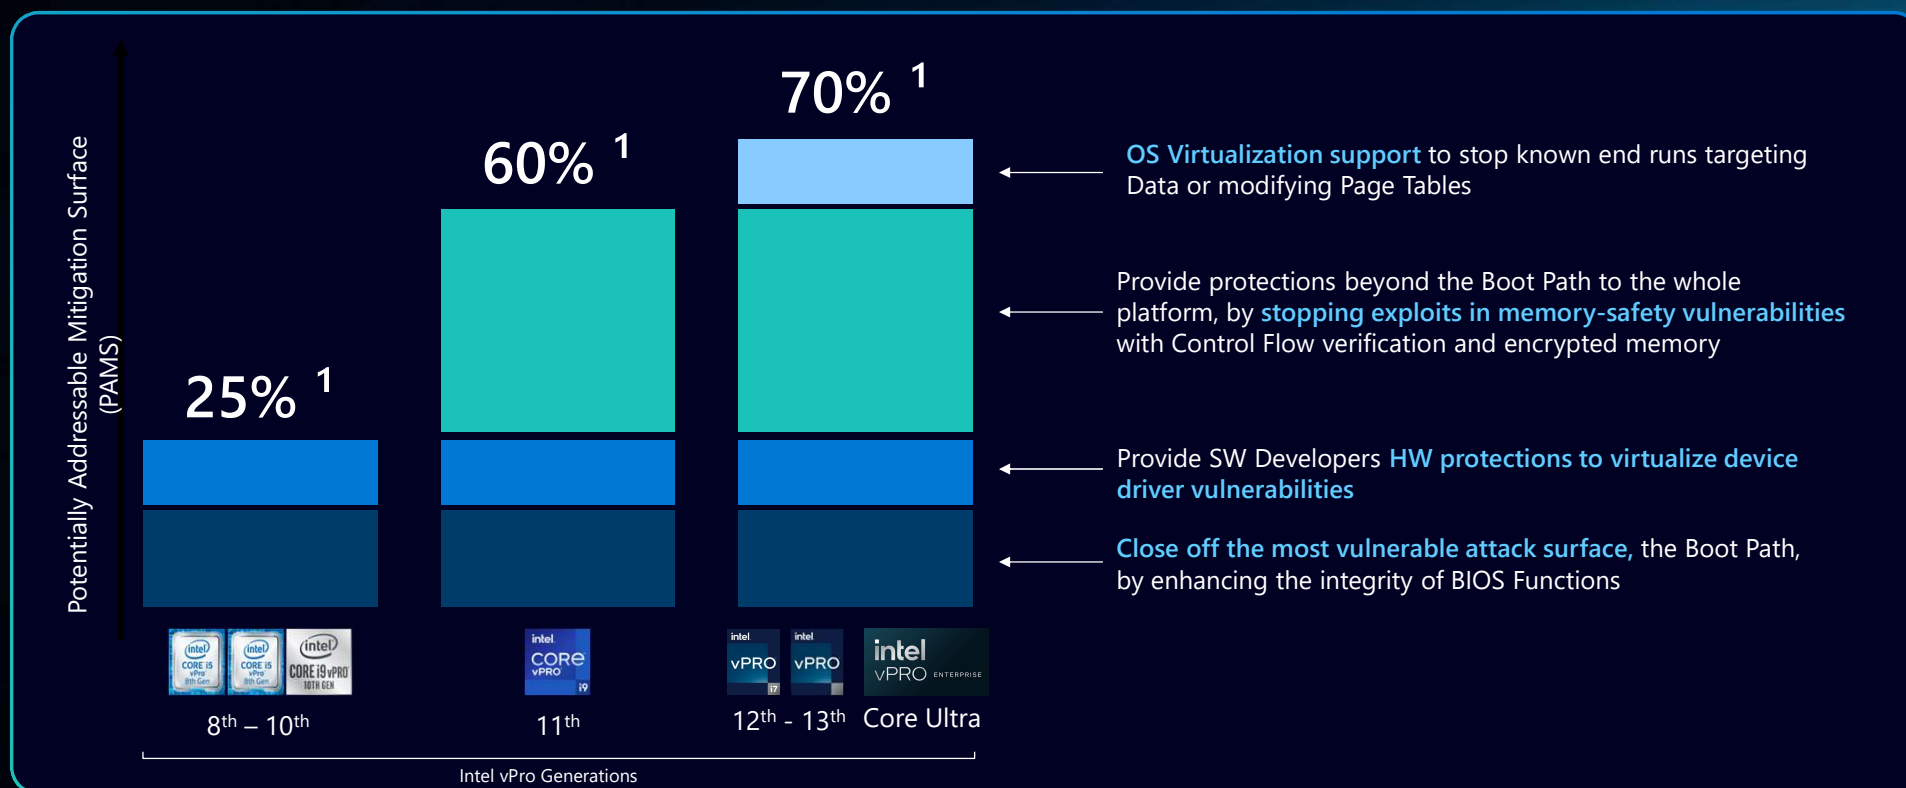 Potentially Addressable Mitigation Surface
(PAMS)
25% ¹
60% ¹
70% ¹
OS Virtualization support to stop known end runs targeting
Data or modifying Page Tables
Provide protections beyond the Boot Path to the whole
platform, by stopping exploits in memory-safety vulnerabilities
with Control Flow verification and encrypted memory
Provide SW Developers HW protections to virtualize device
driver vulnerabilities
Close off the most vulnerable attack surface, the Boot Path,
by enhancing the integrity of BIOS Functions
intel
CORE i5
vPro
8th Gen
intel
CORE i5
vPro
8th Gen
intel
CORE i9 vPRO
10TH GEN
intel
CORE
vPRO
i9
intel
vPRO
i7
intel
vPRO
intel
vPRO ENTERPRISE
8th – 10th
11th
12th - 13th
Core Ultra
Intel vPro Generations